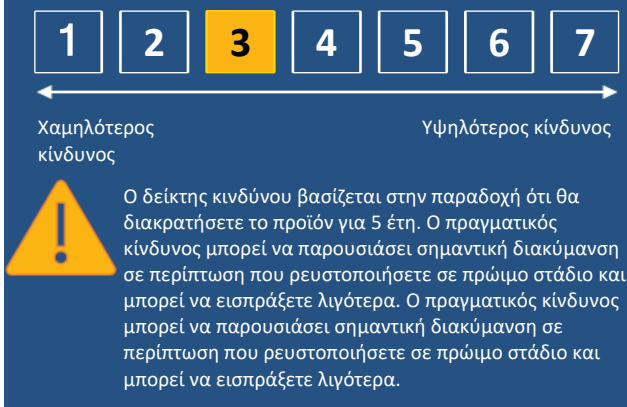 1 2 3 4 5 6 7
Χαμηλότερος Υψηλότερος κίνδυνος
κίνδυνος
Ο δείκτης κινδύνου βασίζεται στην παραδοχή ότι θα
διακρατήσετε το προϊόν για 5 έτη. Ο πραγματικός
κίνδυνος μπορεί να παρουσιάσει σημαντική διακύμανση
σε περίπτωση που ρευστοποιήσετε σε πρώιμο στάδιο και
μπορεί να εισπράξετε λιγότερα. Ο πραγματικός κίνδυνος
μπορεί να παρουσιάσει σημαντική διακύμανση σε
περίπτωση που ρευστοποιήσετε σε πρώιμο στάδιο και
μπορεί να εισπράξετε λιγότερα.